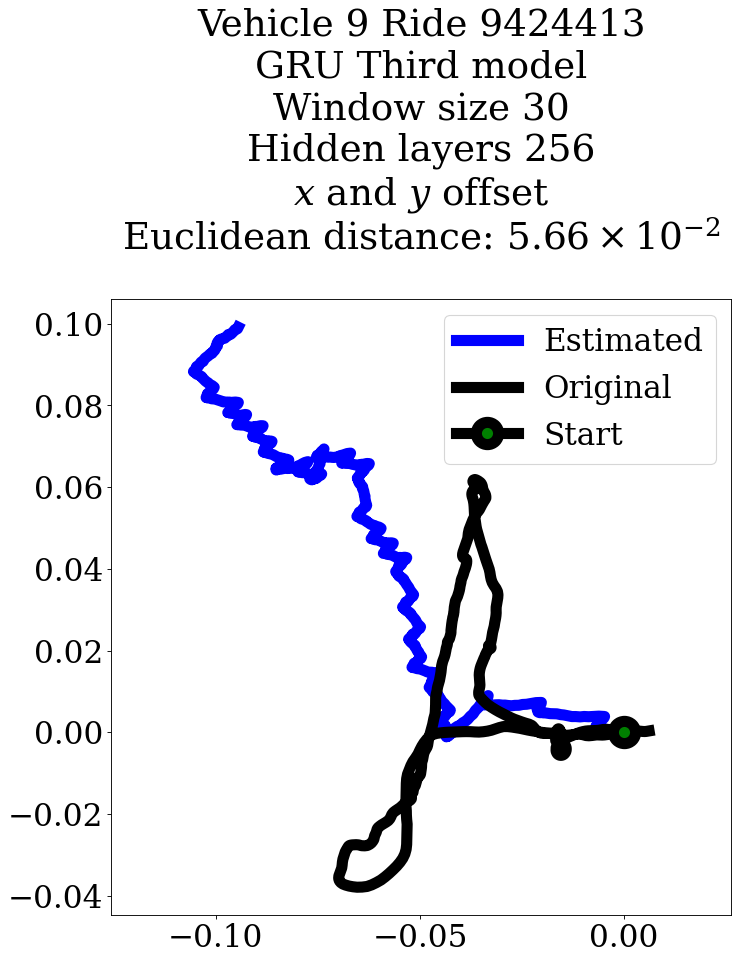 Vehicle 9 Ride 9424413
GRU Third model
Window size 30
Hidden layers 256
x and y offset
Euclidean distance: 5.66 × 10⁻²
Estimated
Original
Start
0.10
0.08
0.06
0.04
0.02
0.00
−0.02
−0.04
−0.10 −0.05 0.00